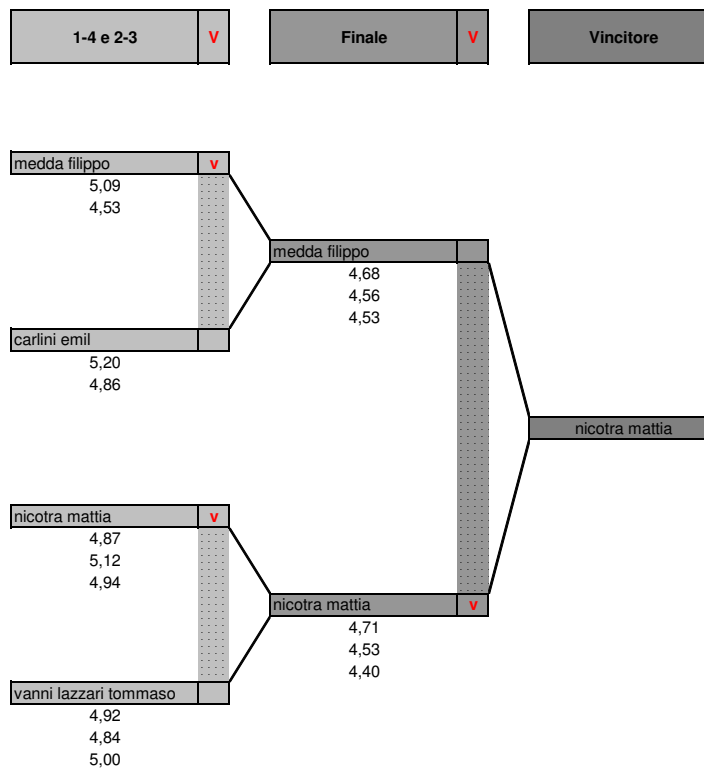 1-4 e 2-3 V Finale V Vincitore
medda filippo v
5,09
4,53
medda filippo
4,68
4,56
4,53
carlini emil
5,20
4,86
nicotra mattia
nicotra mattia v
4,87
5,12
4,94
nicotra mattia v
4,71
4,53
4,40
vanni lazzari tommaso
4,92
4,84
5,00